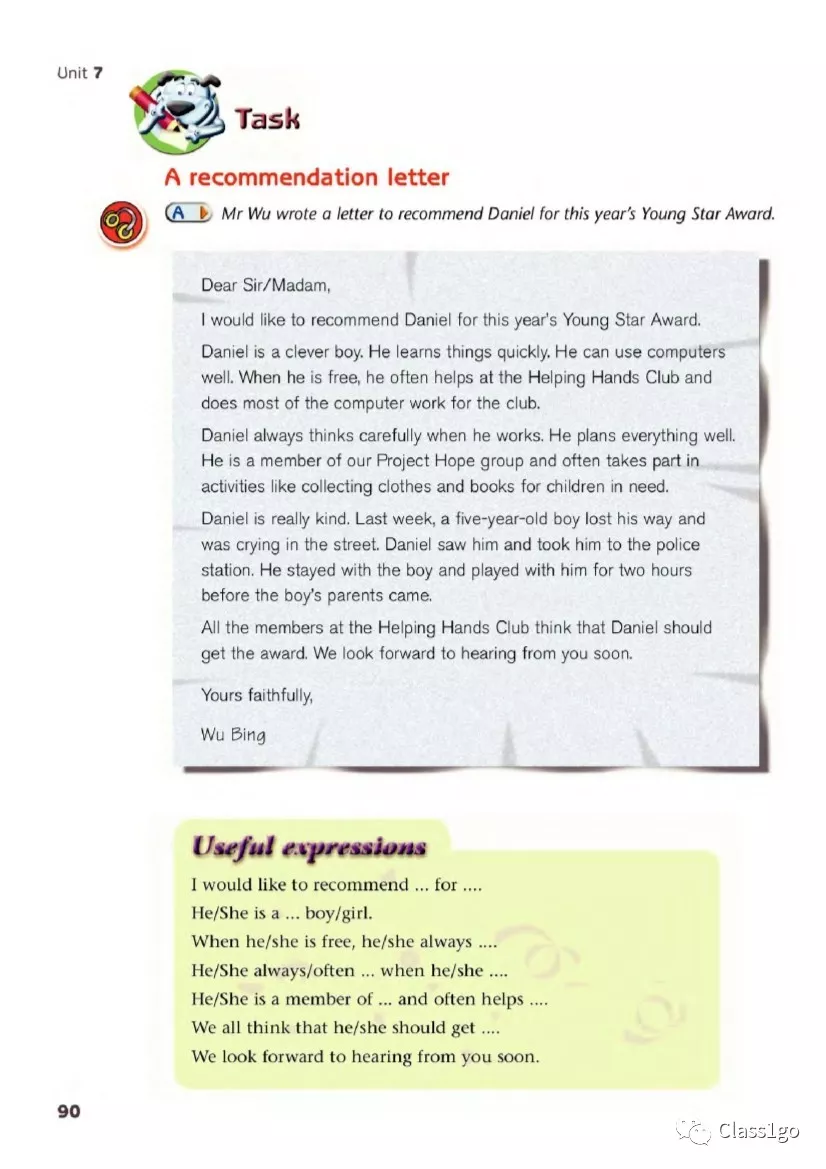 Unit 7
Task
A recommendation letter
A Mr Wu wrote a letter to recommend Daniel for this year's Young Star Award.
Dear Sir/Madam,
I would like to recommend Daniel for this year's Young Star Award.
Daniel is a clever boy. He learns things quickly. He can use computers
well. When he is free, he often helps at the Helping Hands Club and
does most of the computer work for the club.
Daniel always thinks carefully when he works. He plans everything well.
He is a member of our Project Hope group and often takes part in
activities like collecting clothes and books for children in need.
Daniel is really kind. Last week, a five-year-old boy lost his way and
was crying in the street. Daniel saw him and took him to the police
station. He stayed with the boy and played with him for two hours
before the boy's parents came.
All the members at the Helping Hands Club think that Daniel should
get the award. We look forward to hearing from you soon.
Yours faithfully,
Wu Bing
Useful expressions
I would like to recommend ... for ....
He/She is a ... boy/girl.
When he/she is free, he/she always ....
He/She always/often ... when he/she ....
He/She is a member of ... and often helps ....
We all think that he/she should get ....
We look forward to hearing from you soon.
90
Class1go